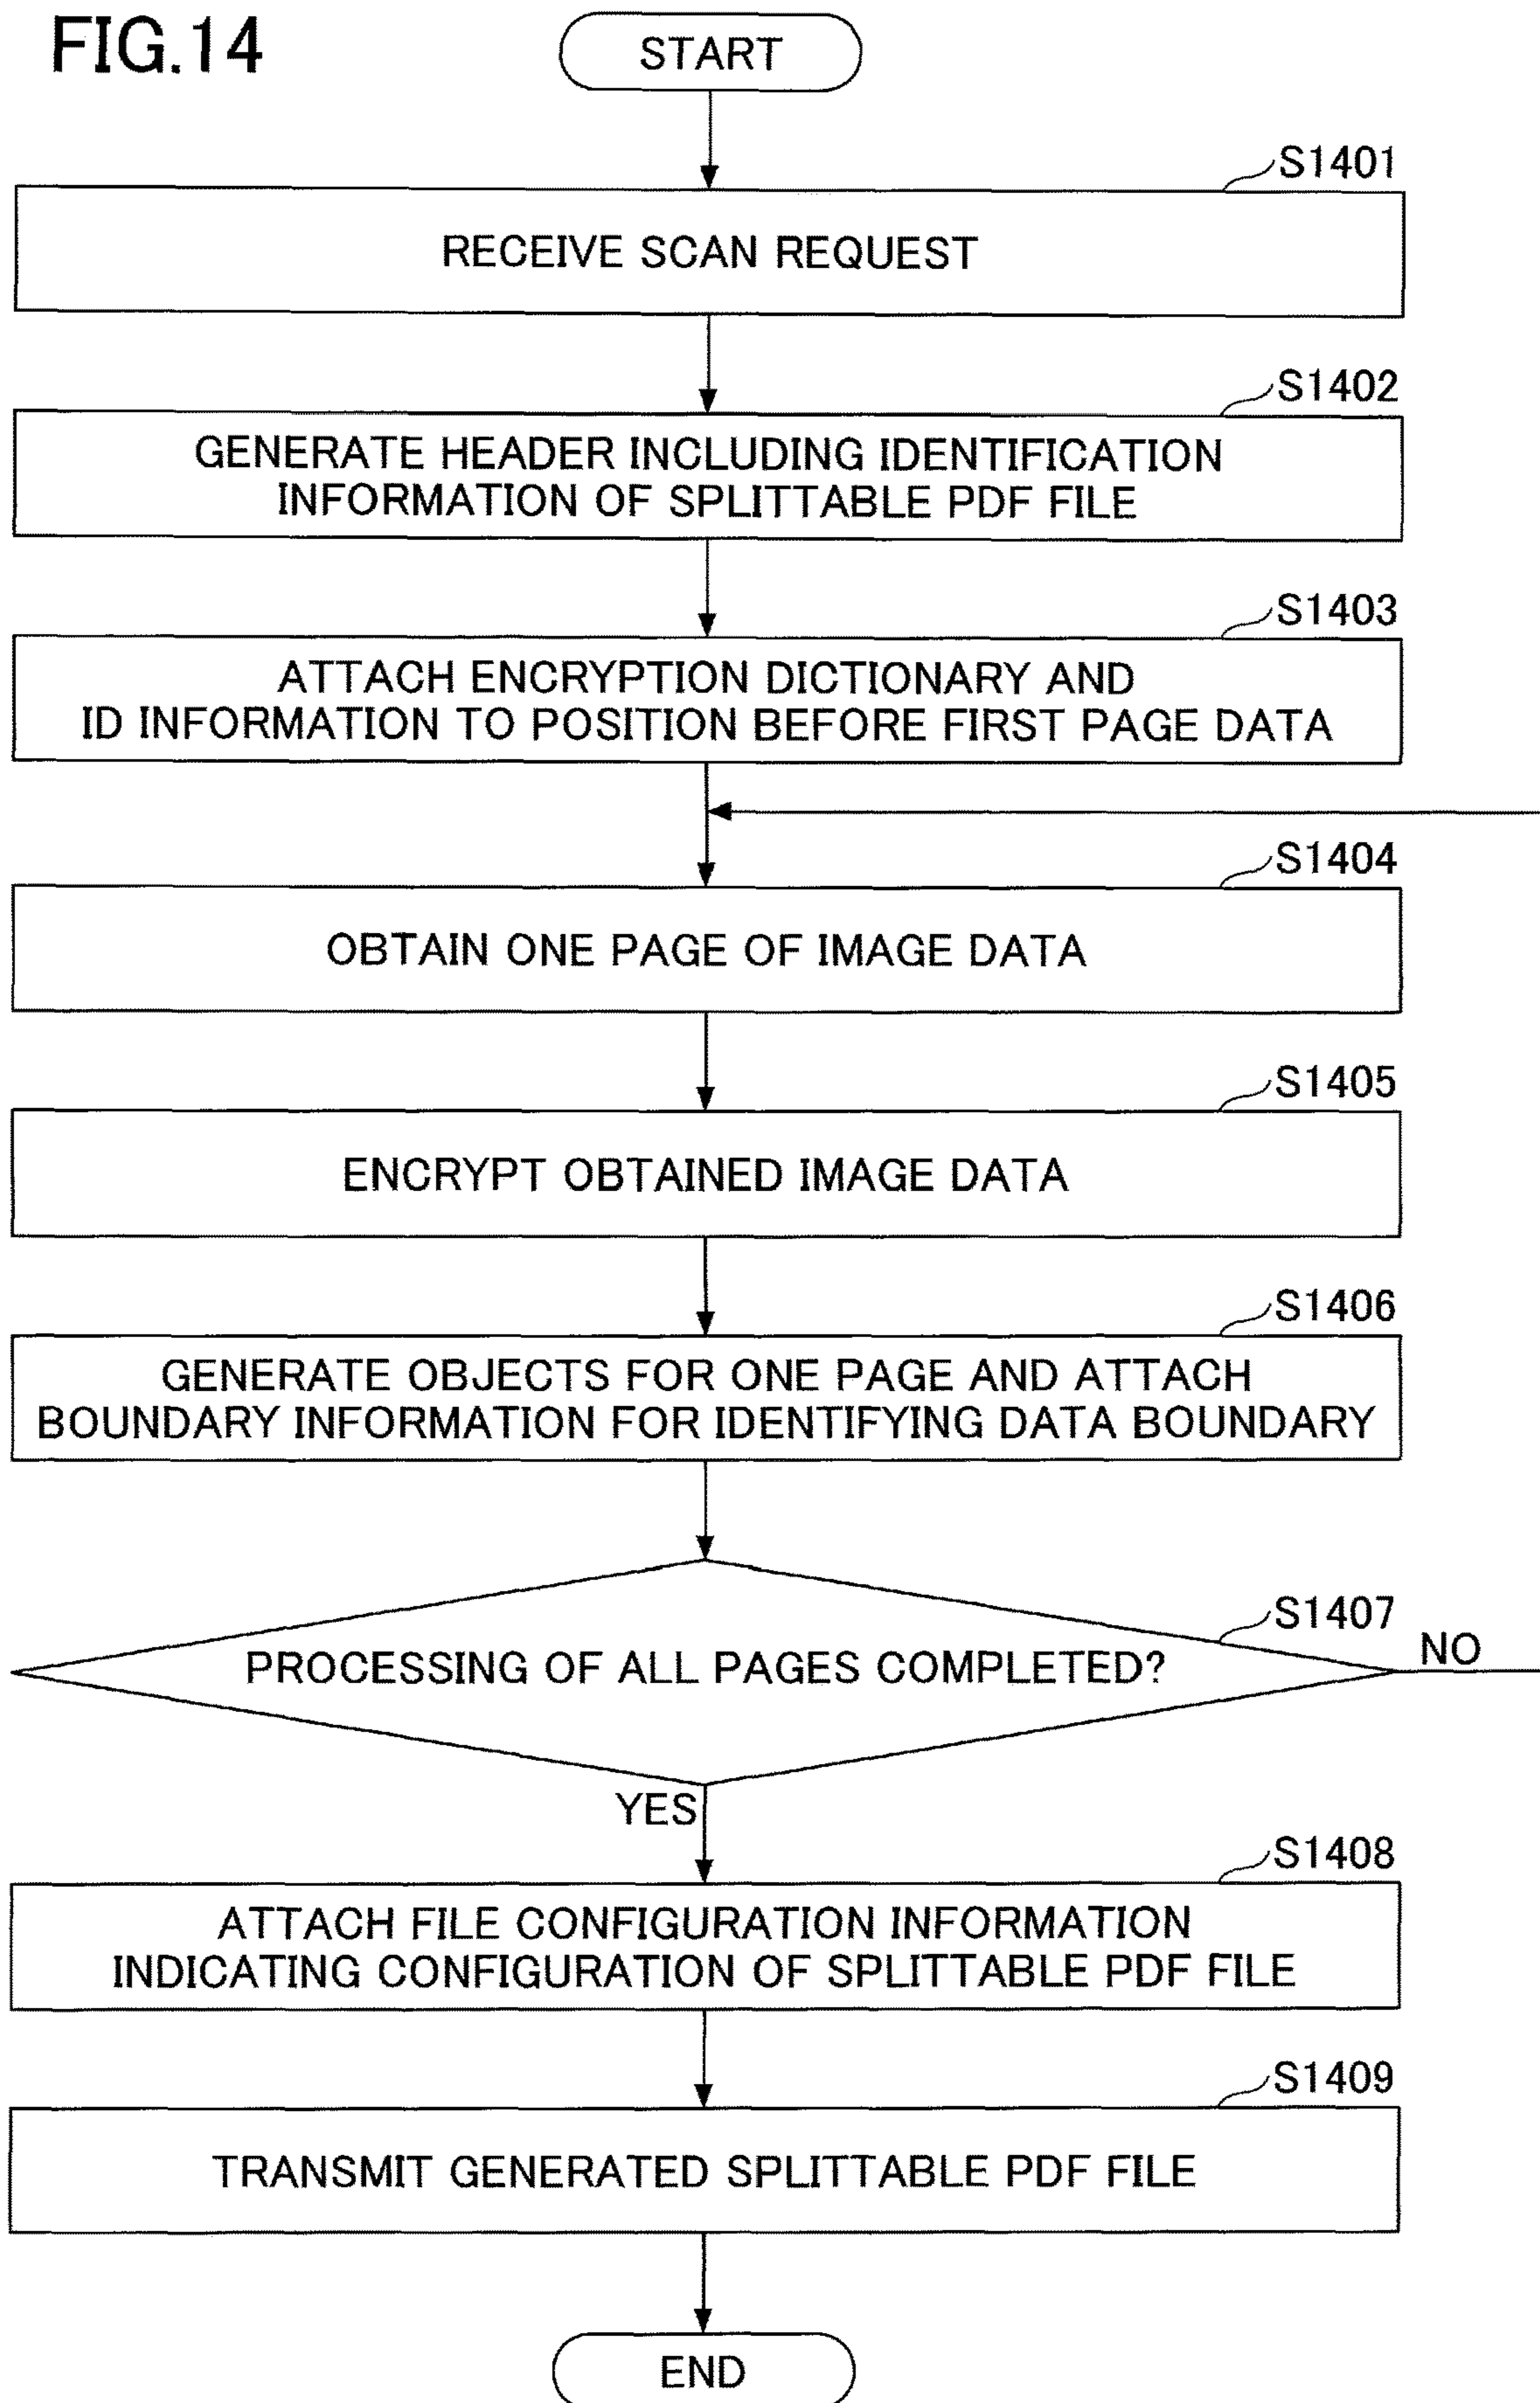 FIG.14
START
S1401
RECEIVE SCAN REQUEST
S1402
GENERATE HEADER INCLUDING IDENTIFICATION
INFORMATION OF SPLITTABLE PDF FILE
S1403
ATTACH ENCRYPTION DICTIONARY AND
ID INFORMATION TO POSITION BEFORE FIRST PAGE DATA
S1404
OBTAIN ONE PAGE OF IMAGE DATA
S1405
ENCRYPT OBTAINED IMAGE DATA
S1406
GENERATE OBJECTS FOR ONE PAGE AND ATTACH
BOUNDARY INFORMATION FOR IDENTIFYING DATA BOUNDARY
S1407
PROCESSING OF ALL PAGES COMPLETED?
NO
YES
S1408
ATTACH FILE CONFIGURATION INFORMATION
INDICATING CONFIGURATION OF SPLITTABLE PDF FILE
S1409
TRANSMIT GENERATED SPLITTABLE PDF FILE
END